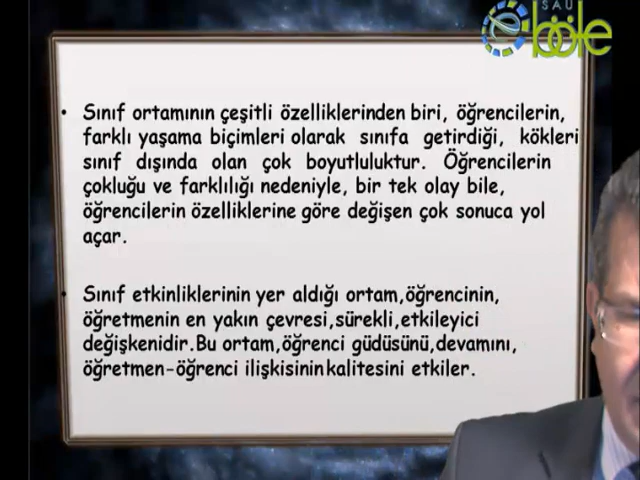 SAU
eböte
• Sınıf ortamının çeşitli özelliklerinden biri, öğrencilerin,
farklı yaşama biçimleri olarak sınıfa getirdiği, kökleri
sınıf dışında olan çok boyutluluktur. Öğrencilerin
çokluğu ve farklılığı nedeniyle, bir tek olay bile,
öğrencilerin özelliklerine göre değişen çok sonuca yol
açar.
• Sınıf etkinliklerinin yer aldığı ortam,öğrencinin,
öğretmenin en yakın çevresi,sürekli,etkileyici
değişkenidir.Bu ortam,öğrenci güdüsünü,devamını,
öğretmen-öğrenci ilişkisininkalitesini etkiler.